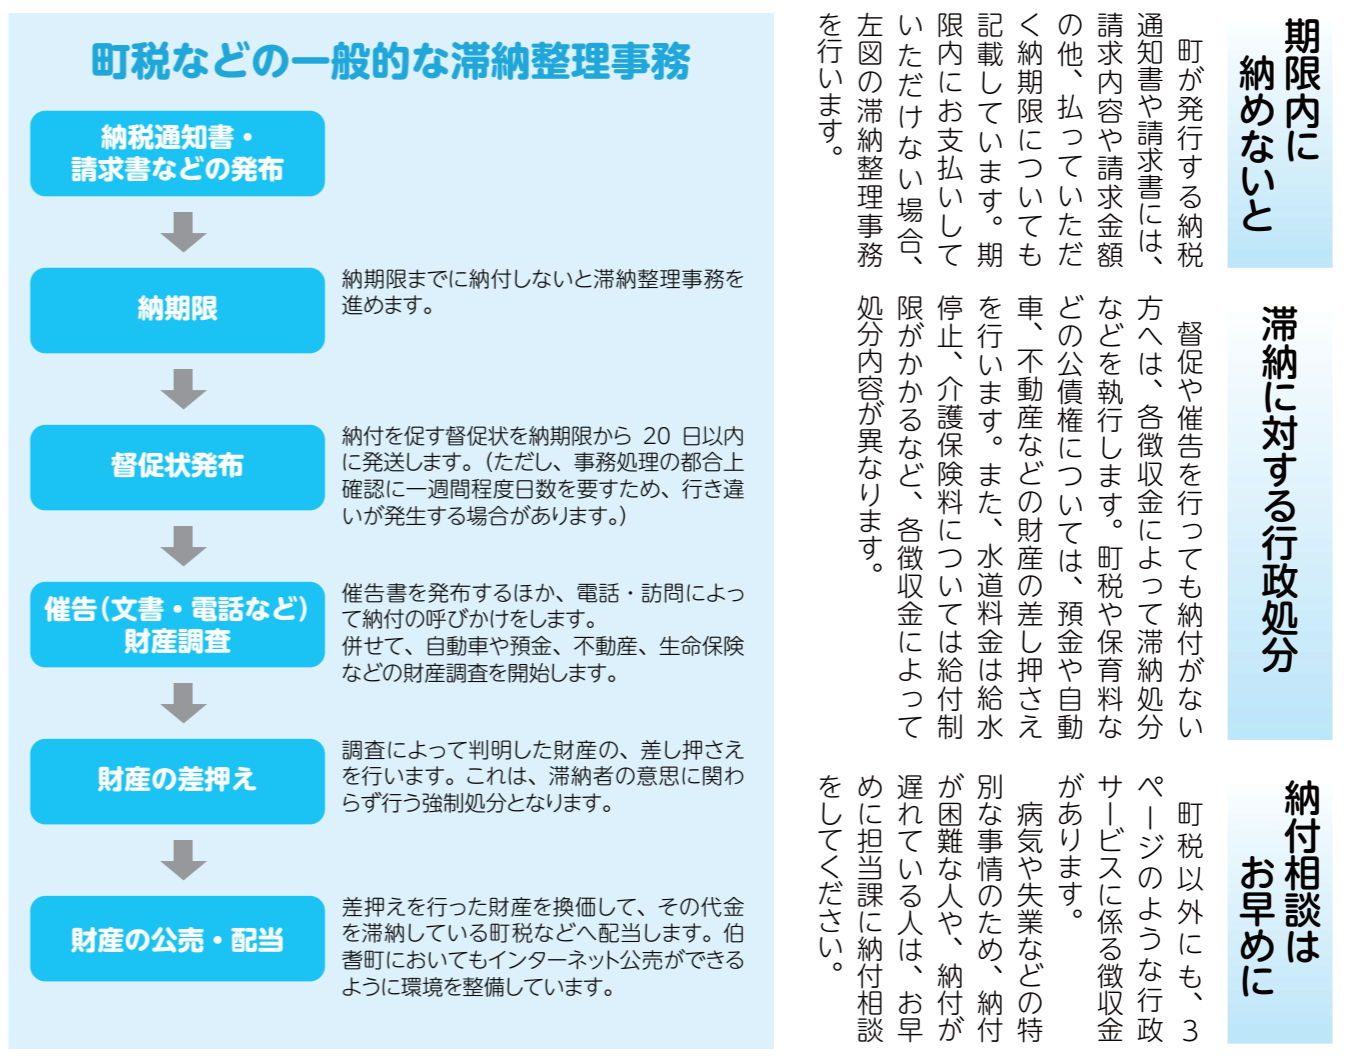 期限内に
納めないと
町が発行する納税
通知書や請求書には、
請求内容や請求金額
の他、払っていただ
く納期限についても
記載しています。期
限内にお支払いして
いただけない場合、
左図の滞納整理事務
を行います。
滞納に対する行政処分
督促や催告を行っても納付がない
方へは、各徴収金によって滞納処分
などを執行します。町税や保育料な
どの公債権については、預金や自動
車、不動産などの財産の差し押さえ
を行います。また、水道料金は給水
停止、介護保険料については給付制
限がかかるなど、各徴収金によって
処分内容が異なります。
納付相談は
お早めに
町税以外にも、3
ページのような行政
サービスに係る徴収金
があります。
病気や失業などの特
別な事情のため、納付
が困難な人や、納付が
遅れている人は、お早
めに担当課に納付相談
をしてください。
町税などの一般的な滞納整理事務
納税通知書・
請求書などの発布
納期限
納期限までに納付しないと滞納整理事務を
進めます。
督促状発布
納付を促す督促状を納期限から 20 日以内
に発送します。(ただし、事務処理の都合上
確認に一週間程度日数を要すため、行き違
いが発生する場合があります。)
催告(文書・電話など)
財産調査
催告書を発布するほか、電話・訪問によっ
て納付の呼びかけをします。
併せて、自動車や預金、不動産、生命保険
などの財産調査を開始します。
財産の差押え
調査によって判明した財産の、差し押さえ
を行います。これは、滞納者の意思に関わ
らず行う強制処分となります。
財産の公売・配当
差押えを行った財産を換価して、その代金
を滞納している町税などへ配当します。伯
耆町においてもインターネット公売ができる
ように環境を整備しています。